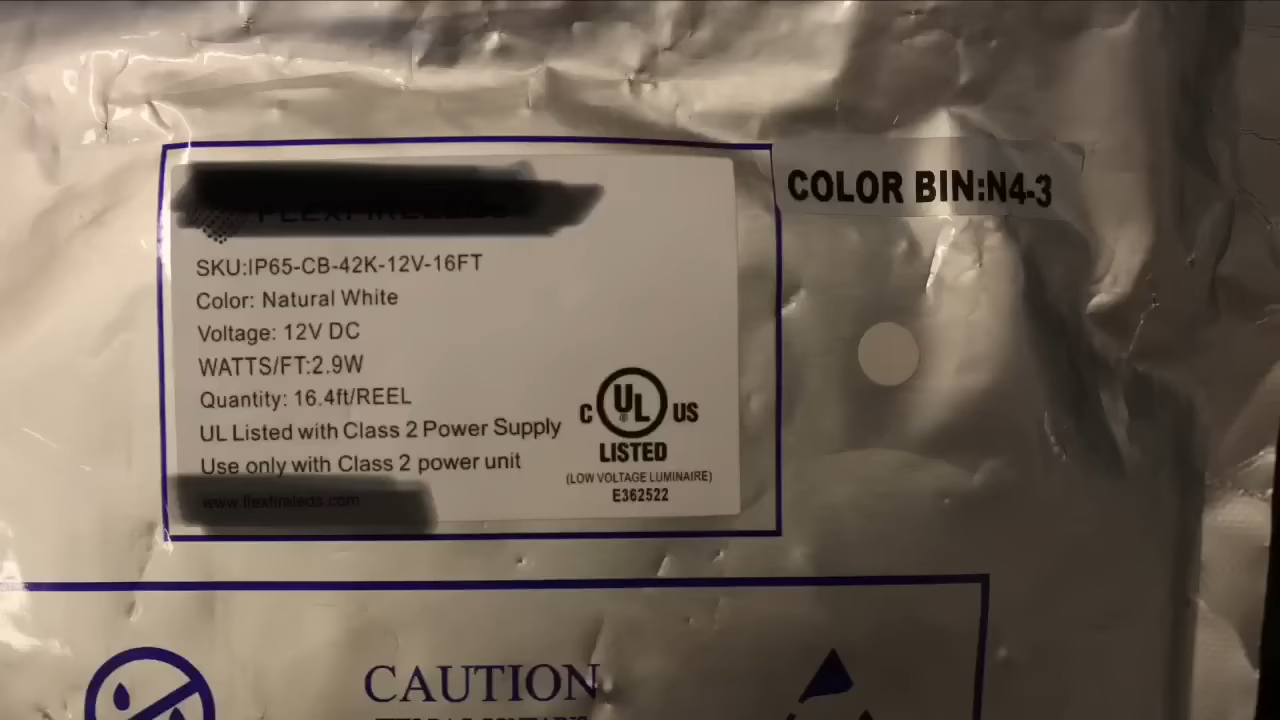 FLEXFIRELEDS
COLOR BIN:N4-3
SKU:IP65-CB-42K-12V-16FT
Color: Natural White
Voltage: 12V DC
WATTS/FT:2.9W
Quantity: 16.4ft/REEL
UL Listed with Class 2 Power Supply
Use only with Class 2 power unit
www.flexfireleds.com
C UL US
®
LISTED
(LOW VOLTAGE LUMINAIRE)
E362522
CAUTION